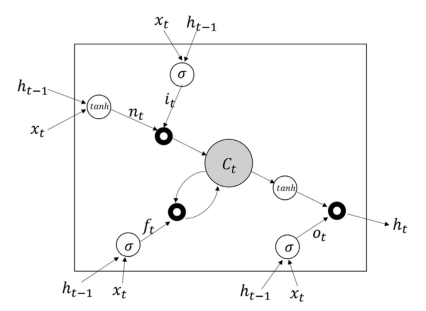 x_t h_{t-1}
σ
h_{t-1}
tanh
x_t
n_t
i_t
C_t
tanh
h_t
f_t
σ
o_t
σ
h_{t-1} x_t
h_{t-1} x_t